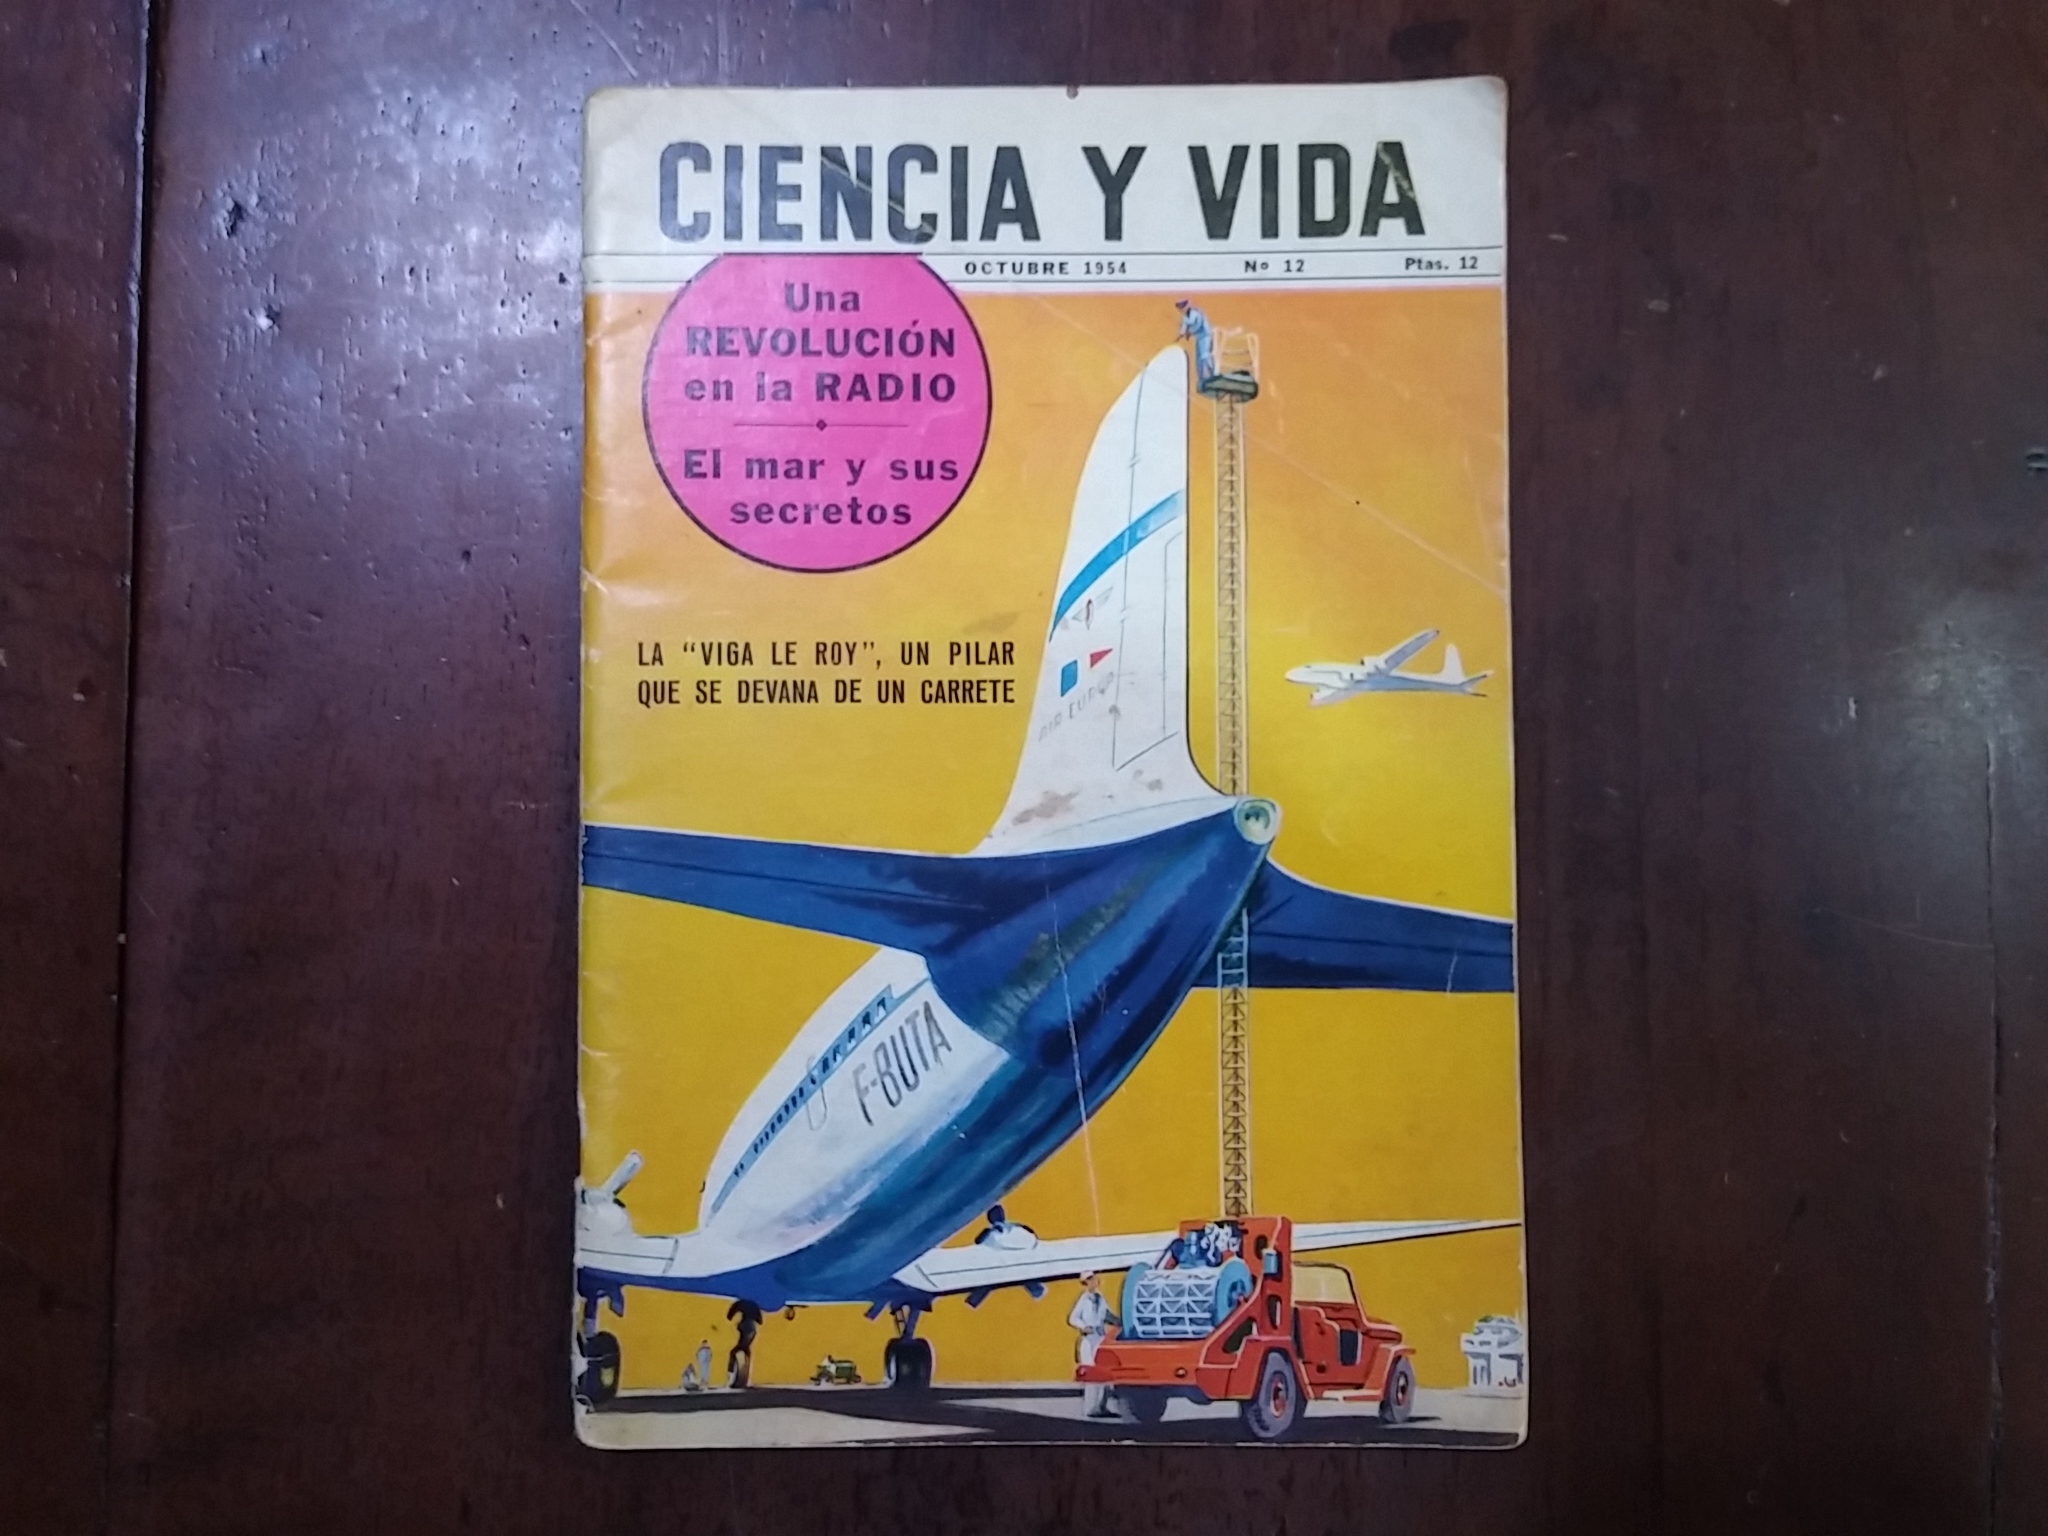 CIENCIA Y VIDA
OCTUBRE 1954 Nº 12 Ptas. 12
Una
REVOLUCIÓN
en la RADIO
El mar y sus
secretos
LA "VIGA LE ROY", UN PILAR
QUE SE DEVANA DE UN CARRETE
AIR EUROP
F-BUTA